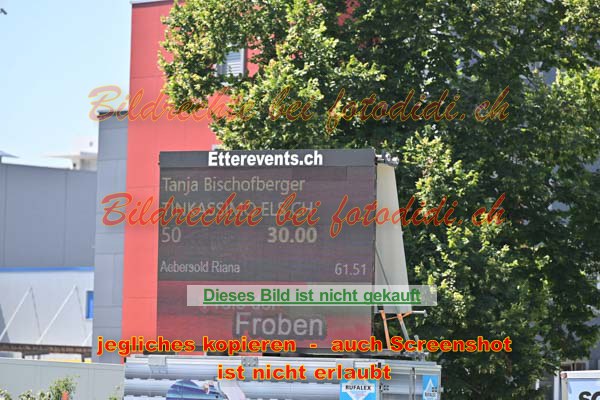 Bildrechte bei fotodidi.ch
Etterevents.ch
Tanja Bischofberger
Bildrechte bei fotodidi.ch
50 30.00
Aebersold Riana 61.51
Dieses Bild ist nicht gekauft
Froben
jegliches kopieren - auch Screenshot
ist nicht erlaubt
RUFALEX